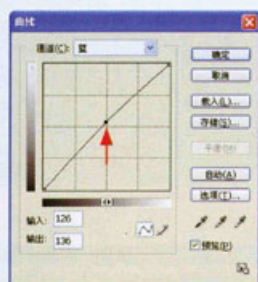 曲线
通道(C): 蓝
确定
取消
载入(L)...
存储(S)...
平滑(M)
自动(A)
选项(T)...
输入: 126
输出: 136
预览(P)